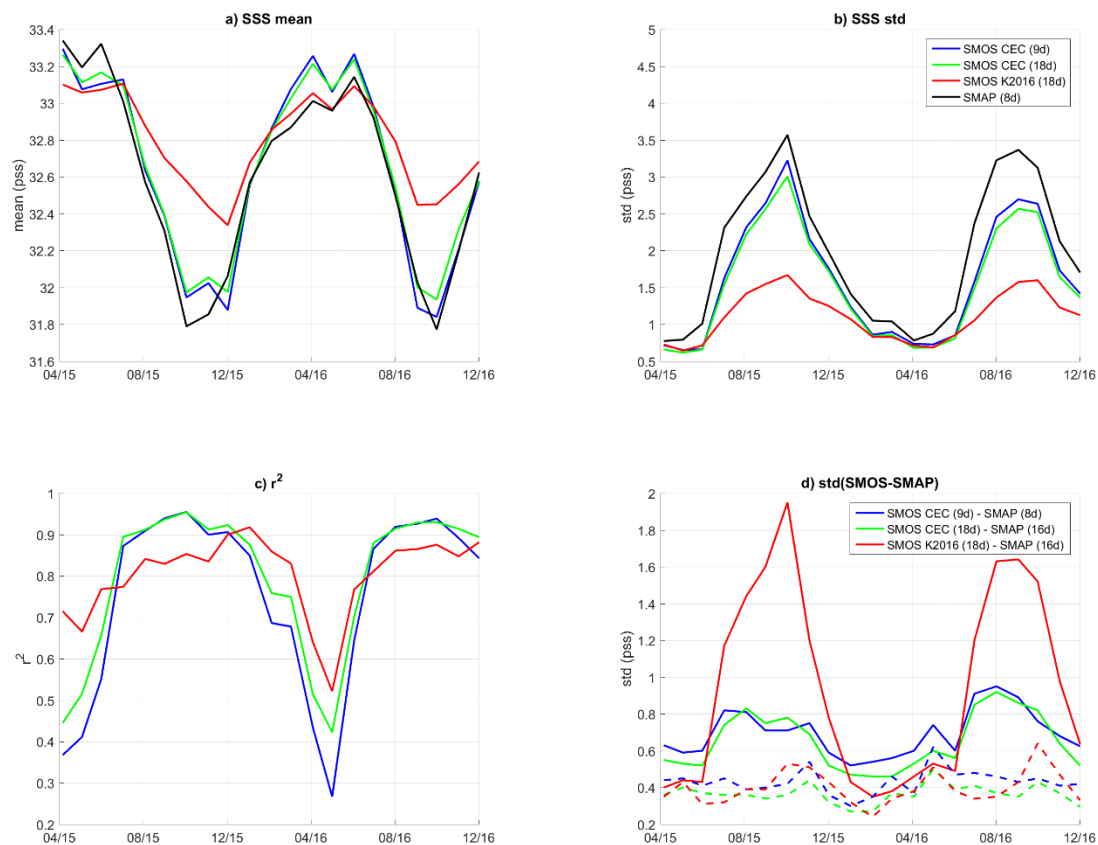 a) SSS mean
33.4
33.2
33
32.8
32.6
32.4
32.2
32
31.8
31.6
mean (pss)
04/15 08/15 12/15 04/16 08/16 12/16
b) SSS std
5
4.5
4
3.5
3
2.5
2
1.5
1
0.5
std (pss)
SMOS CEC (9d)
SMOS CEC (18d)
SMOS K2016 (18d)
SMAP (8d)
04/15 08/15 12/15 04/16 08/16 12/16
c) r²
1
0.9
0.8
0.7
0.6
0.5
0.4
0.3
0.2
r²
04/15 08/15 12/15 04/16 08/16 12/16
d) std(SMOS-SMAP)
2
1.8
1.6
1.4
1.2
1
0.8
0.6
0.4
0.2
std (pss)
SMOS CEC (9d) - SMAP (8d)
SMOS CEC (18d) - SMAP (16d)
SMOS K2016 (18d) - SMAP (16d)
04/15 08/15 12/15 04/16 08/16 12/16